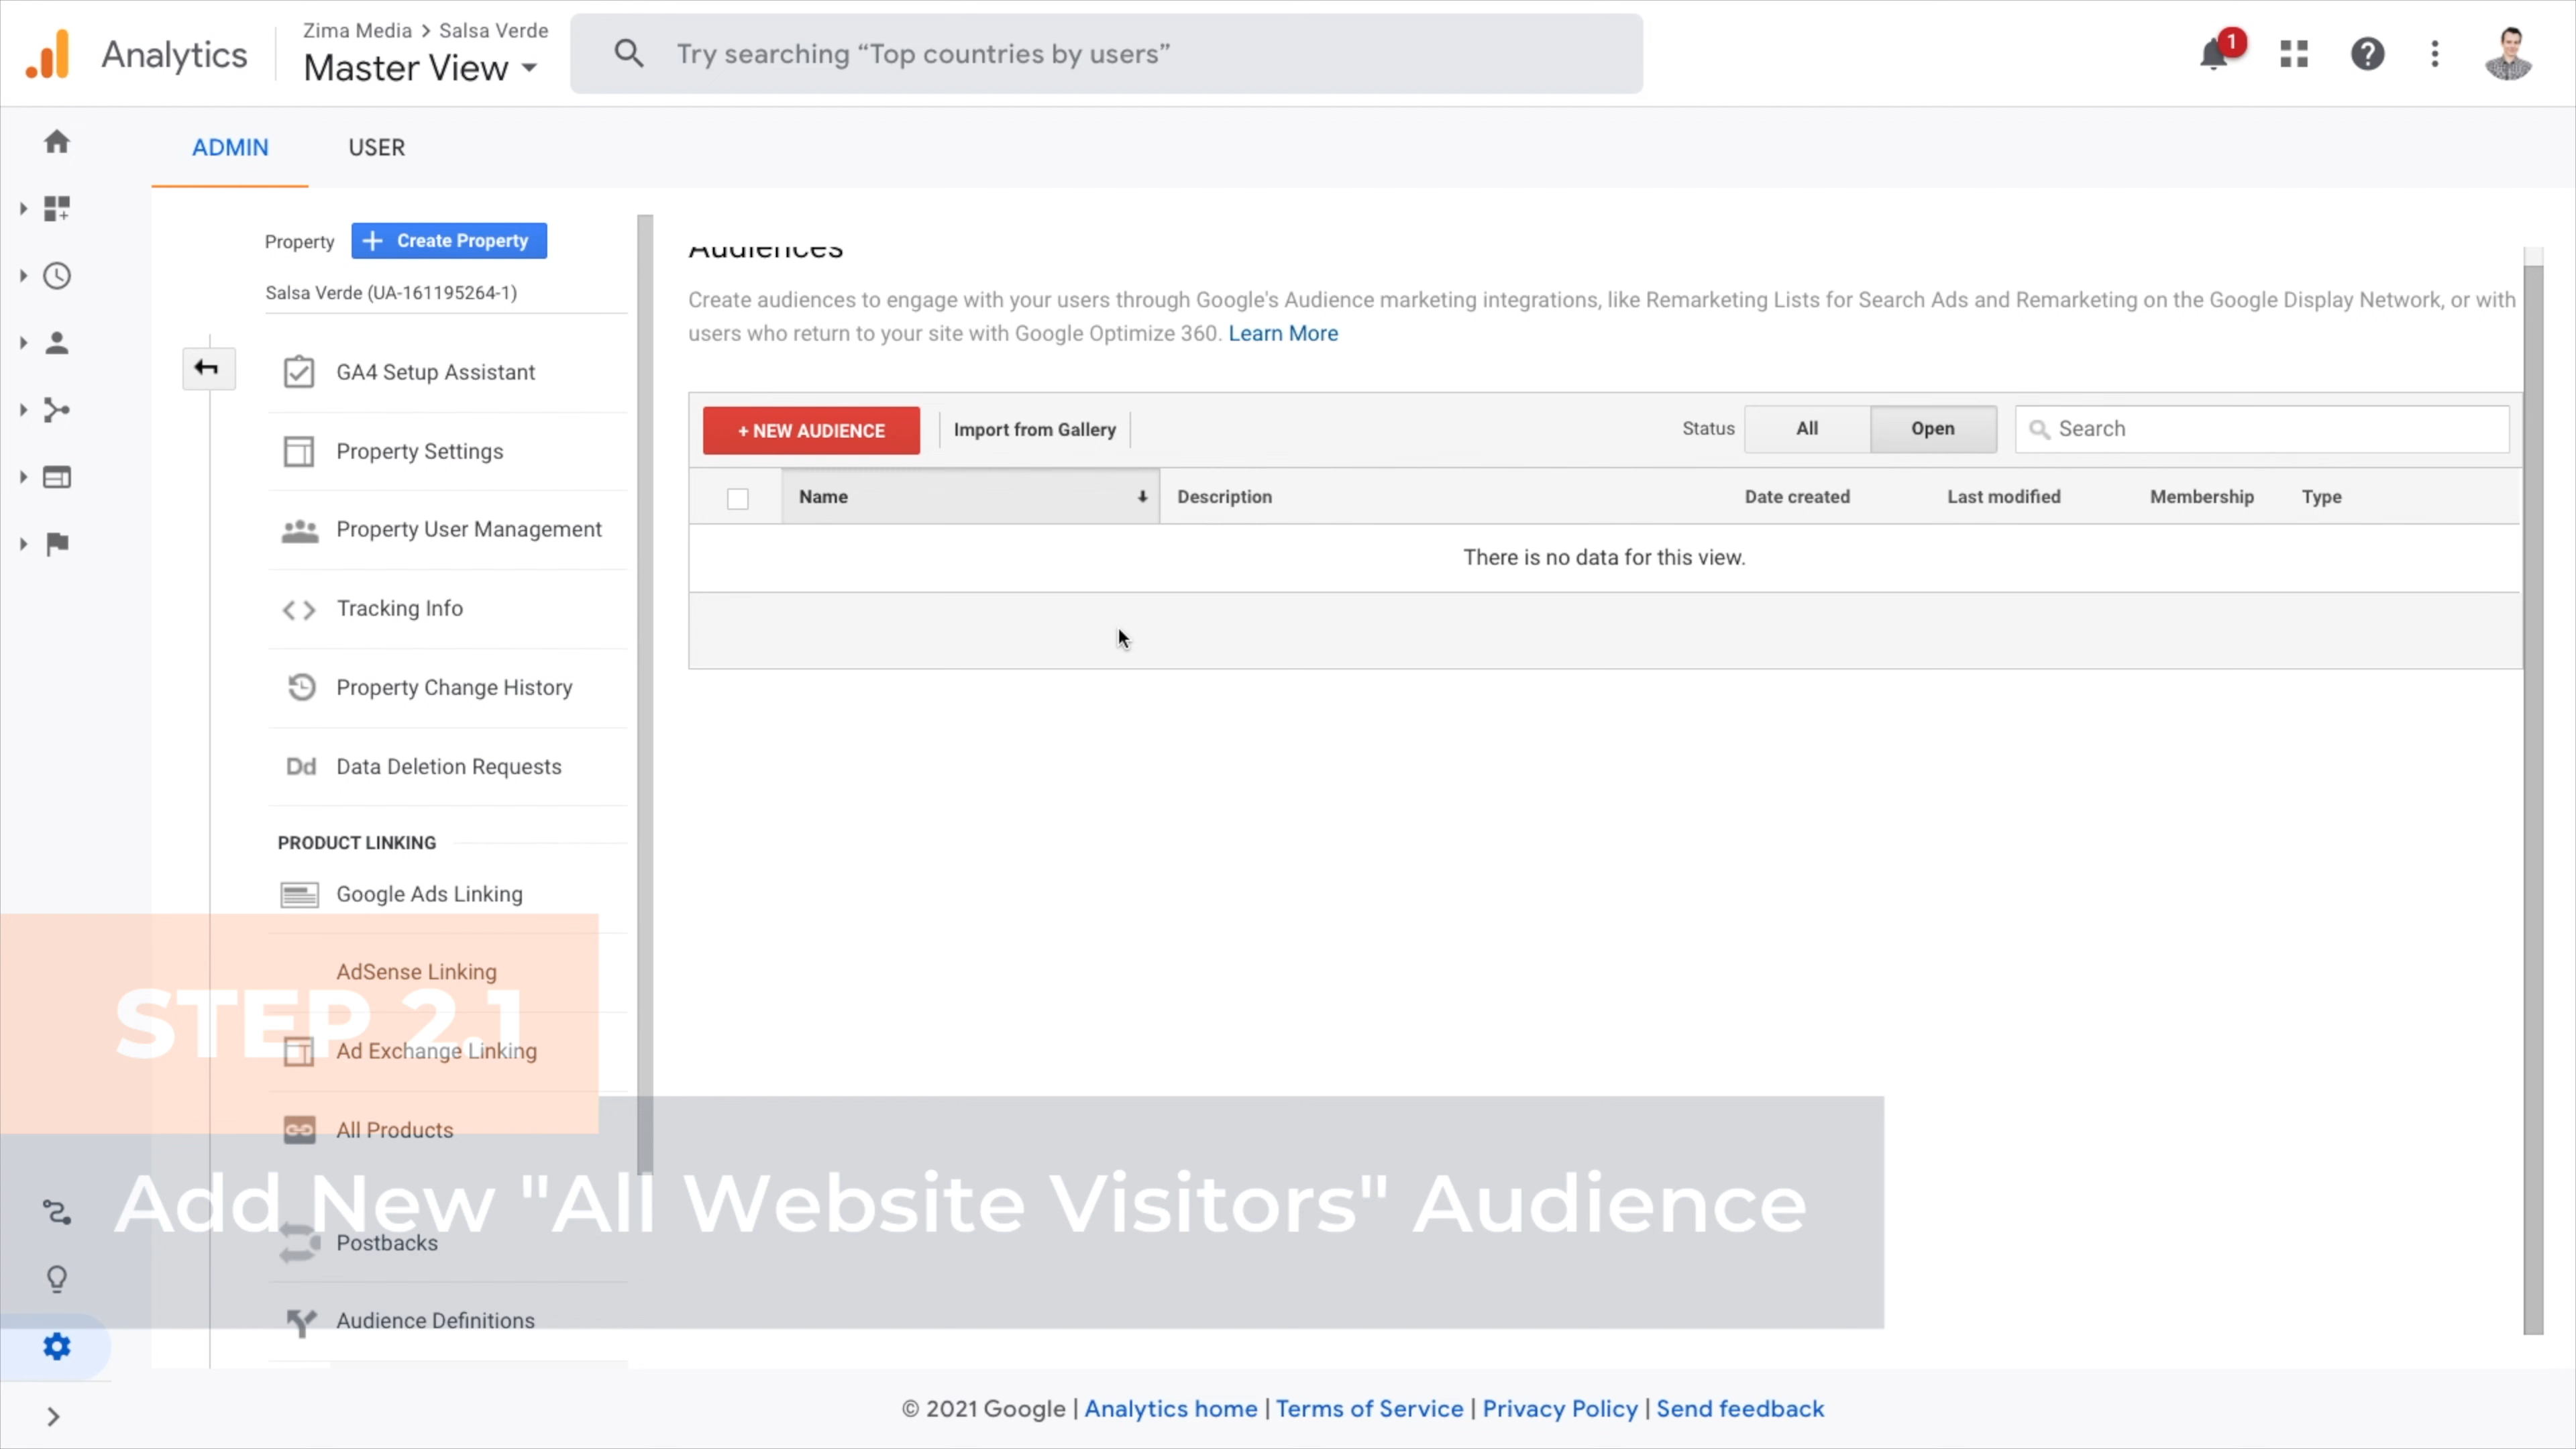 Analytics
Zima Media > Salsa Verde
Master View
Try searching “Top countries by users”
1
ADMIN
USER
Property
+ Create Property
Salsa Verde (UA-161195264-1)
GA4 Setup Assistant
Property Settings
Property User Management
Tracking Info
Property Change History
Dd Data Deletion Requests
PRODUCT LINKING
Google Ads Linking
AdSense Linking
Ad Exchange Linking
All Products
Postbacks
Audience Definitions
Audiences
Create audiences to engage with your users through Google's Audience marketing integrations, like Remarketing Lists for Search Ads and Remarketing on the Google Display Network, or with
users who return to your site with Google Optimize 360. Learn More
+ NEW AUDIENCE
Import from Gallery
Status
All
Open
Search
Name
Description
Date created
Last modified
Membership
Type
There is no data for this view.
STEP 2.1
Add New "All Website Visitors" Audience
© 2021 Google | Analytics home | Terms of Service | Privacy Policy | Send feedback